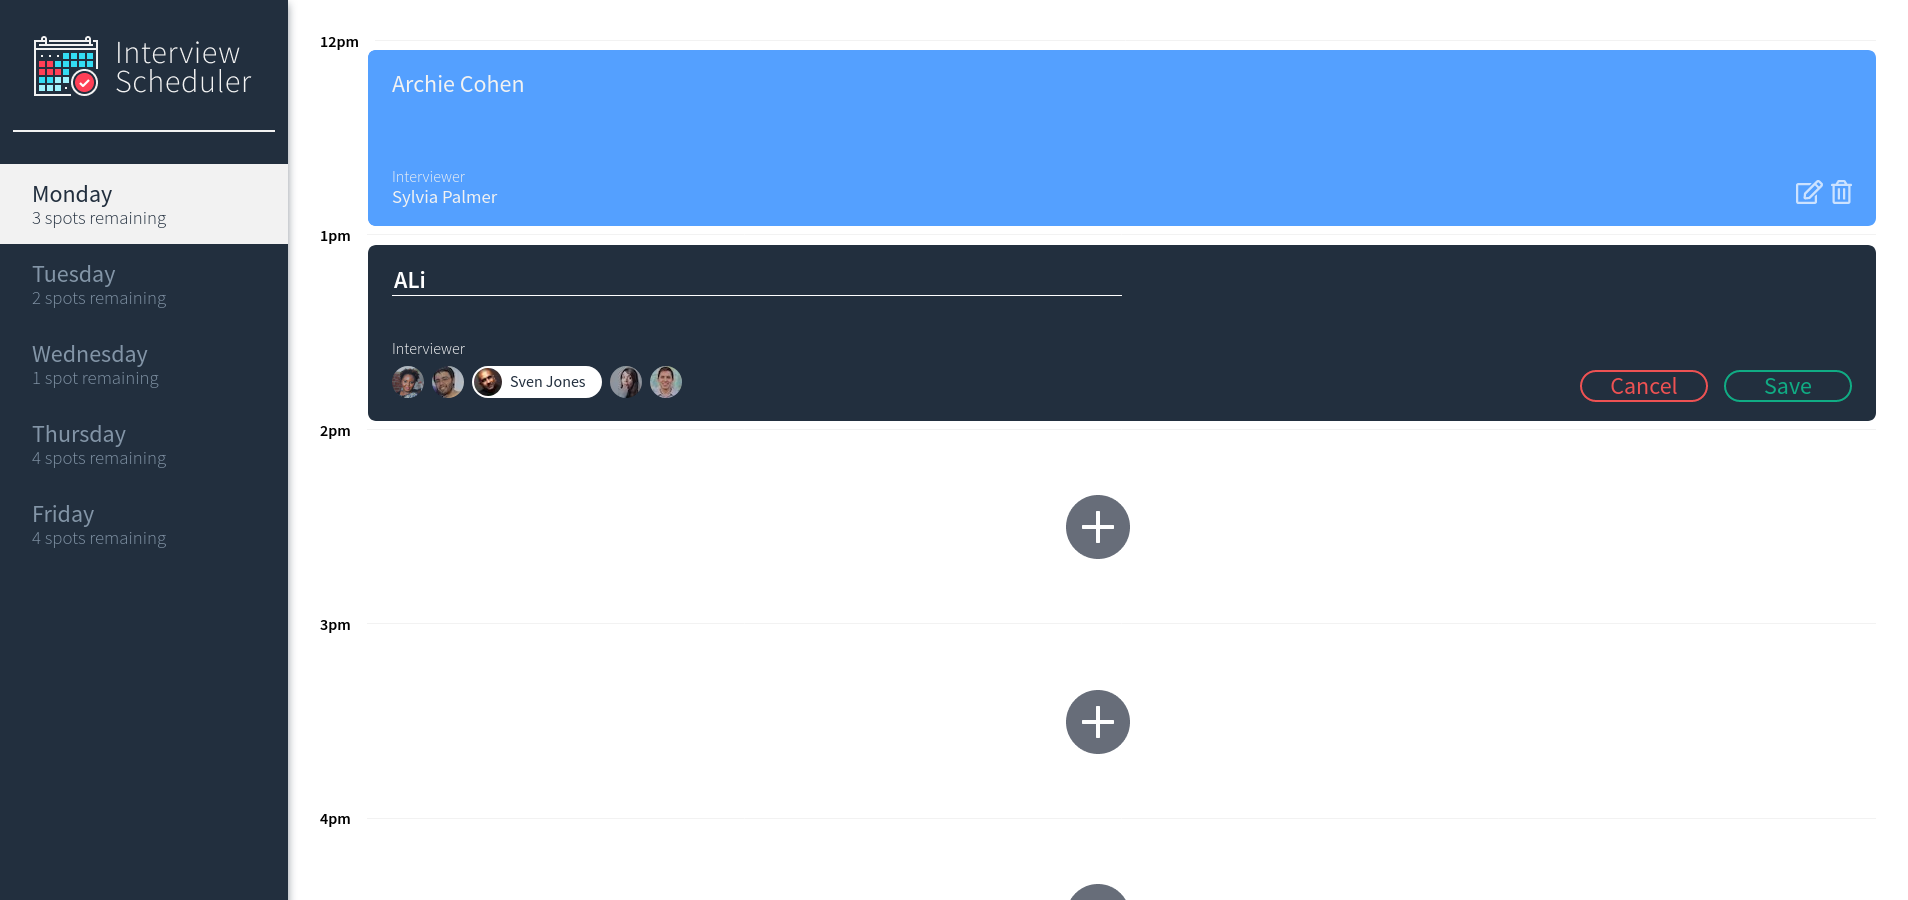 Interview
Scheduler
Monday
3 spots remaining
Tuesday
2 spots remaining
Wednesday
1 spot remaining
Thursday
4 spots remaining
Friday
4 spots remaining
12pm
Archie Cohen
Interviewer
Sylvia Palmer
1pm
ALi
Interviewer
Sven Jones
Cancel
Save
2pm
3pm
4pm